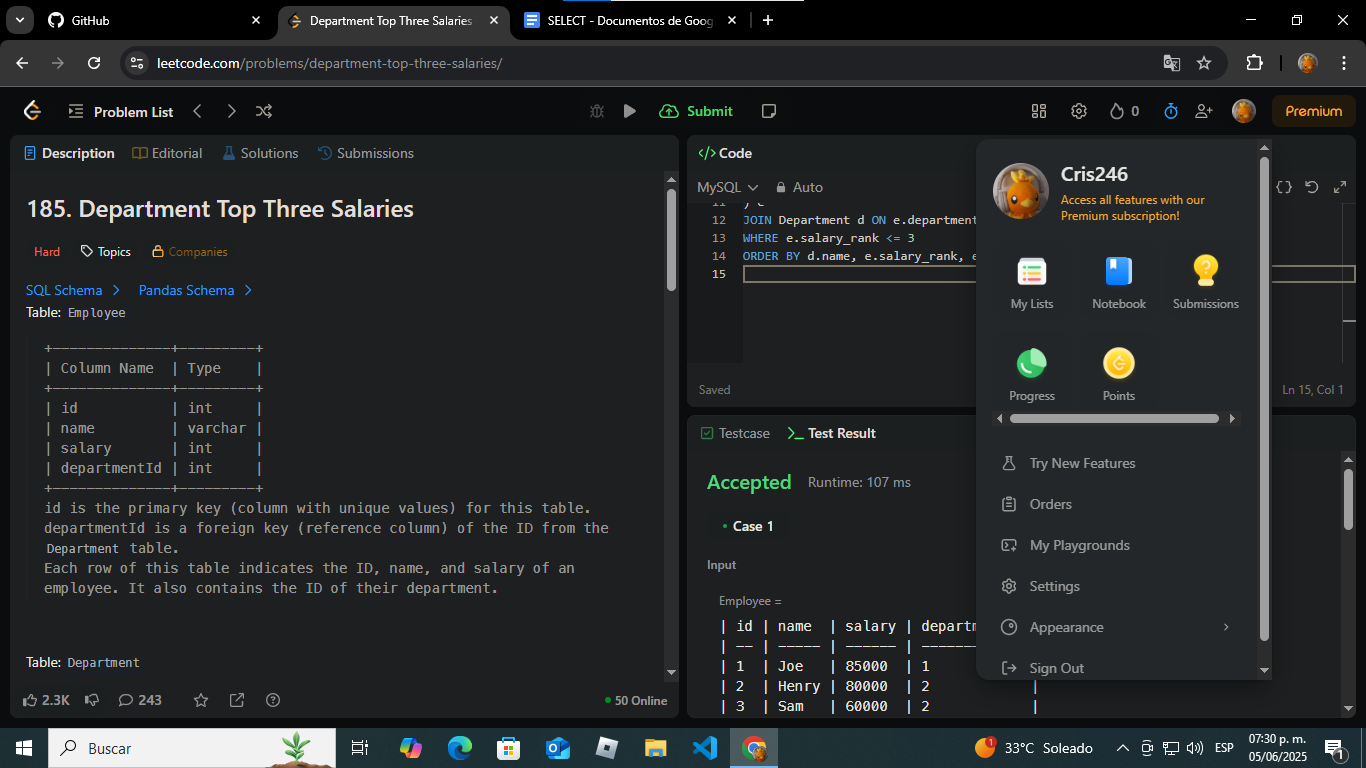 GitHub
Department Top Three Salaries
SELECT - Documentos de Goog
leetcode.com/problems/department-top-three-salaries/
Problem List
Submit
0
Premium
Description
Editorial
Solutions
Submissions
185. Department Top Three Salaries
Hard
Topics
Companies
SQL Schema
Pandas Schema
Table: Employee
+--------------+---------+
| Column Name  | Type    |
+--------------+---------+
| id           | int     |
| name         | varchar |
| salary       | int     |
| departmentId | int     |
+--------------+---------+
id is the primary key (column with unique values) for this table.
departmentId is a foreign key (reference column) of the ID from the
Department table.
Each row of this table indicates the ID, name, and salary of an
employee. It also contains the ID of their department.
Table: Department
2.3K
243
50 Online
Code
MySQL
Auto
11 ) e
12 JOIN Department d ON e.department
13 WHERE e.salary_rank <= 3
14 ORDER BY d.name, e.salary_rank, e
15
Saved
Ln 15, Col 1
Testcase
Test Result
Accepted
Runtime: 107 ms
Case 1
Input
Employee =
| id | name  | salary | departm
| -- | ----- | ------ | -------
| 1  | Joe   | 85000  | 1
| 2  | Henry | 80000  | 2 |
| 3  | Sam   | 60000  | 2 |
Cris246
Access all features with our
Premium subscription!
My Lists
Notebook
Submissions
Progress
Points
Try New Features
Orders
My Playgrounds
Settings
Appearance
Sign Out
Buscar
1
33°C Soleado
ESP
07:30 p. m.
05/06/2025
1